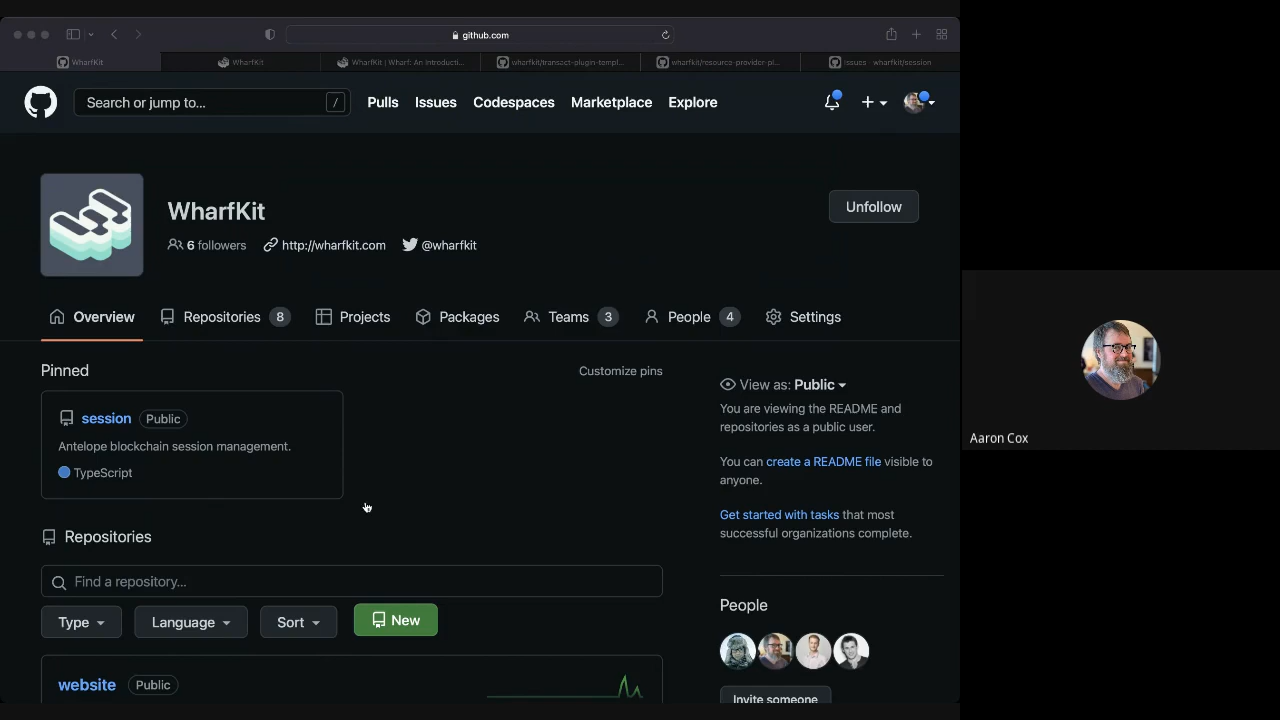 github.com
WharfKit
WharfKit
WharfKit | Wharf: An Introducti...
wharfkit/transact-plugin-templ...
wharfkit/resource-provider-pl...
Issues · wharfkit/session
Search or jump to...
/
Pulls
Issues
Codespaces
Marketplace
Explore
WharfKit
Unfollow
6 followers
http://wharfkit.com
@wharfkit
Overview
Repositories 8
Projects
Packages
Teams 3
People 4
Settings
Pinned
Customize pins
session Public
Antelope blockchain session management.
TypeScript
Repositories
Find a repository...
Type
Language
Sort
New
website Public
View as: Public
You are viewing the README and
repositories as a public user.
You can create a README file visible to
anyone.
Get started with tasks that most
successful organizations complete.
People
Invite someone
Aaron Cox